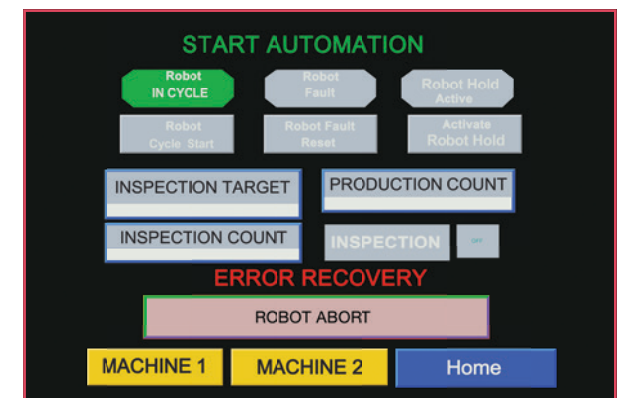 START AUTOMATION
Robot
IN CYCLE
Robot
Fault
Robot Hold
Active
Robot
Cycle Start
Robot Fault
Reset
Activate
Robot Hold
INSPECTION TARGET
PRODUCTION COUNT
INSPECTION COUNT
INSPECTION
OFF
ERROR RECOVERY
ROBOT ABORT
MACHINE 1
MACHINE 2
Home